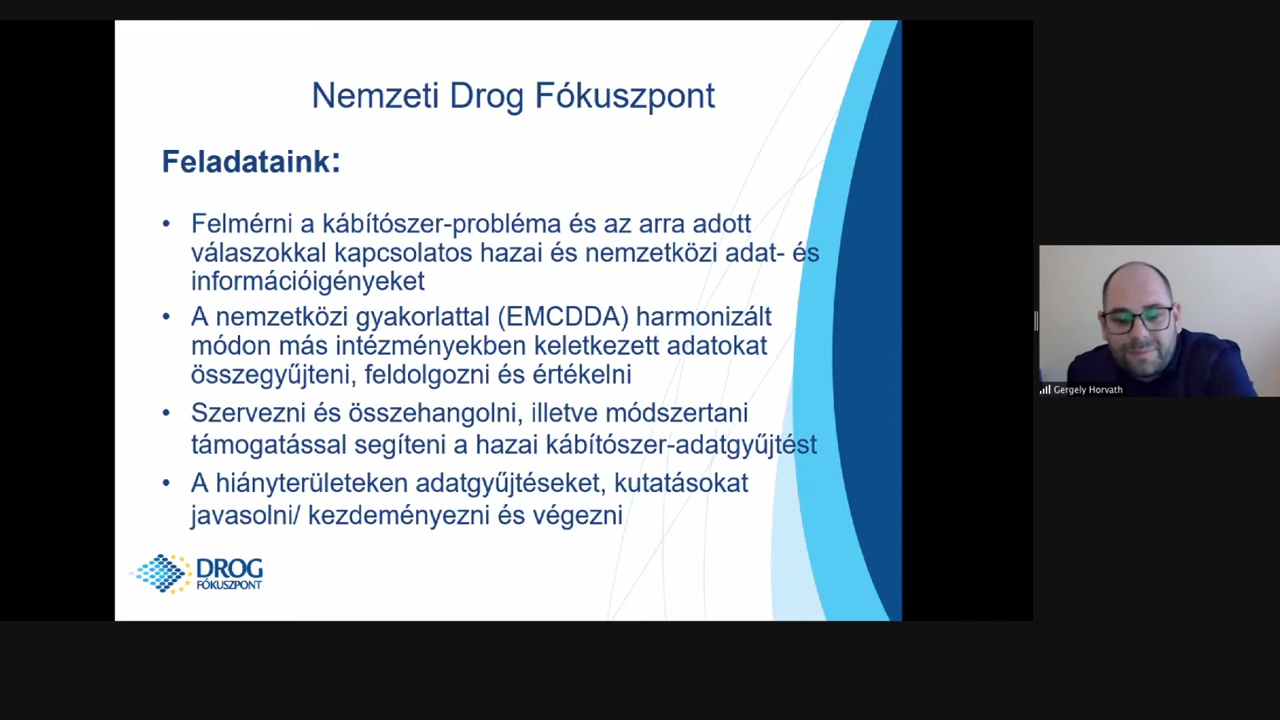 Nemzeti Drog Fókuszpont
Feladataink:
• Felmérni a kábítószer-probléma és az arra adott
válaszokkal kapcsolatos hazai és nemzetközi adat- és
információigényeket
• A nemzetközi gyakorlattal (EMCDDA) harmonizált
módon más intézményekben keletkezett adatokat
összegyűjteni, feldolgozni és értékelni
• Szervezni és összehangolni, illetve módszertani
támogatással segíteni a hazai kábítószer-adatgyűjtést
• A hiányterületeken adatgyűjtéseket, kutatásokat
javasolni/ kezdeményezni és végezni
DROG
FÓKUSZPONT
Gergely Horvath